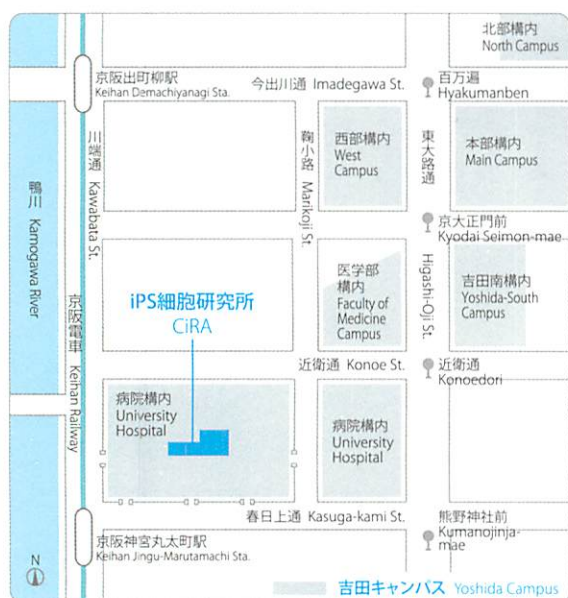 北部構内
North Campus
京阪出町柳駅
Keihan Demachiyanagi Sta.
今出川通 Imadegawa St.
百万遍
Hyakumanben
川端通 Kawabata St.
鞠小路 Marikoji St.
西部構内
West
Campus
東大路通 Higashi-Oji St.
本部構内
Main Campus
鴨川 Kamogawa River
京大正門前
Kyodai Seimon-mae
医学部
構内
Faculty of
Medicine
Campus
吉田南構内
Yoshida-South
Campus
iPS細胞研究所
CiRA
京阪電車 Keihan Railway
近衛通 Konoe St.
近衛通
Konoedori
病院構内
University
Hospital
病院構内
University
Hospital
春日上通 Kasuga-kami St.
熊野神社前
Kumanojinja-
mae
京阪神宮丸太町駅
Keihan Jingu-Marutamachi Sta.
N
吉田キャンパス Yoshida Campus